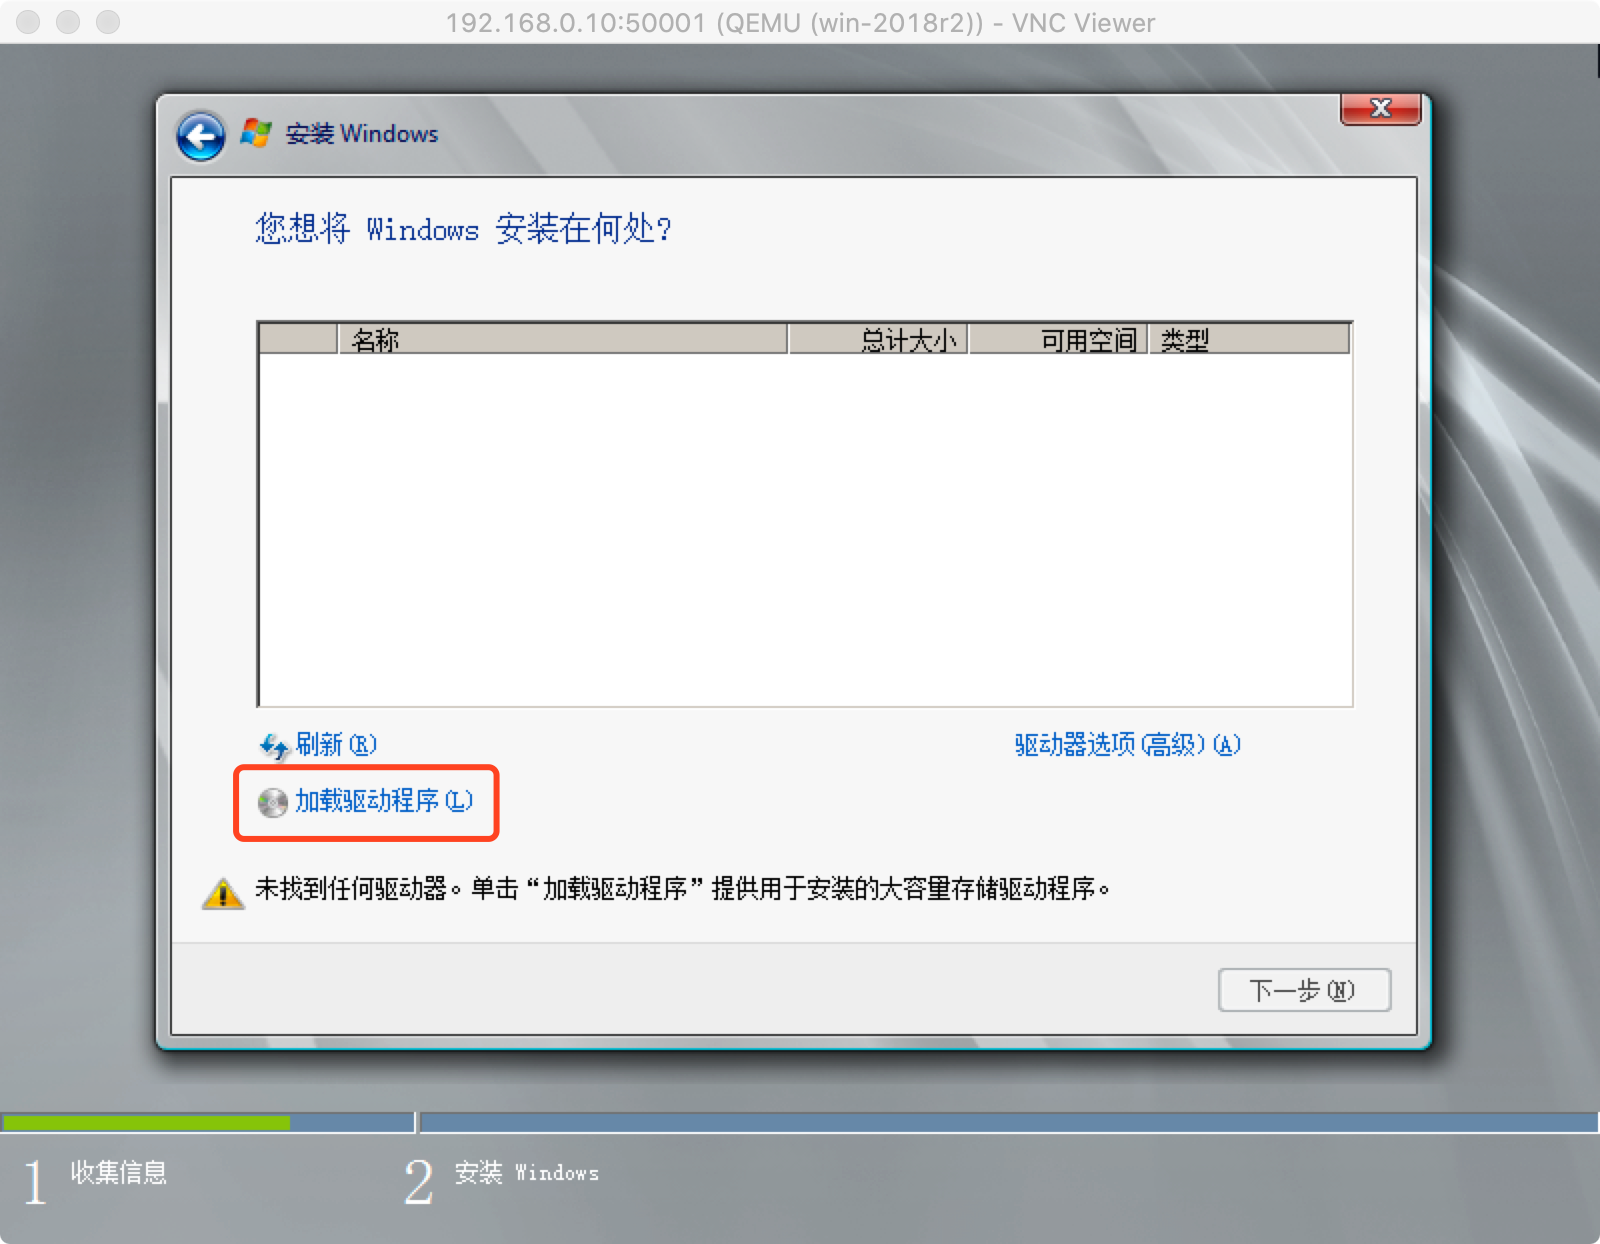 192.168.0.10:50001 (QEMU (win-2018r2)) - VNC Viewer
安装 Windows
您想将 Windows 安装在何处?
名称 总计大小 可用空间 类型
刷新(R) 驱动器选项(高级)(A)
加载驱动程序(L)
未找到任何驱动器。单击“加载驱动程序”提供用于安装的大容量存储驱动程序。
下一步(N)
1 收集信息 2 安装 Windows